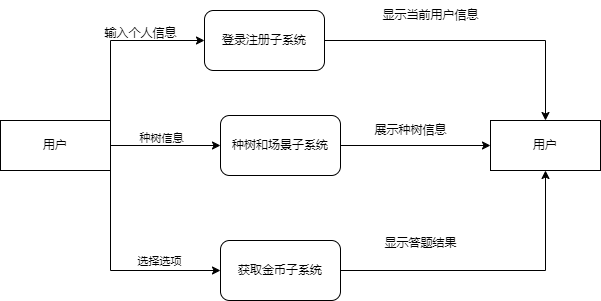 显示当前用户信息
输入个人信息
登录注册子系统
用户
种树信息
种树和场景子系统
展示种树信息
用户
选择选项
获取金币子系统
显示答题结果